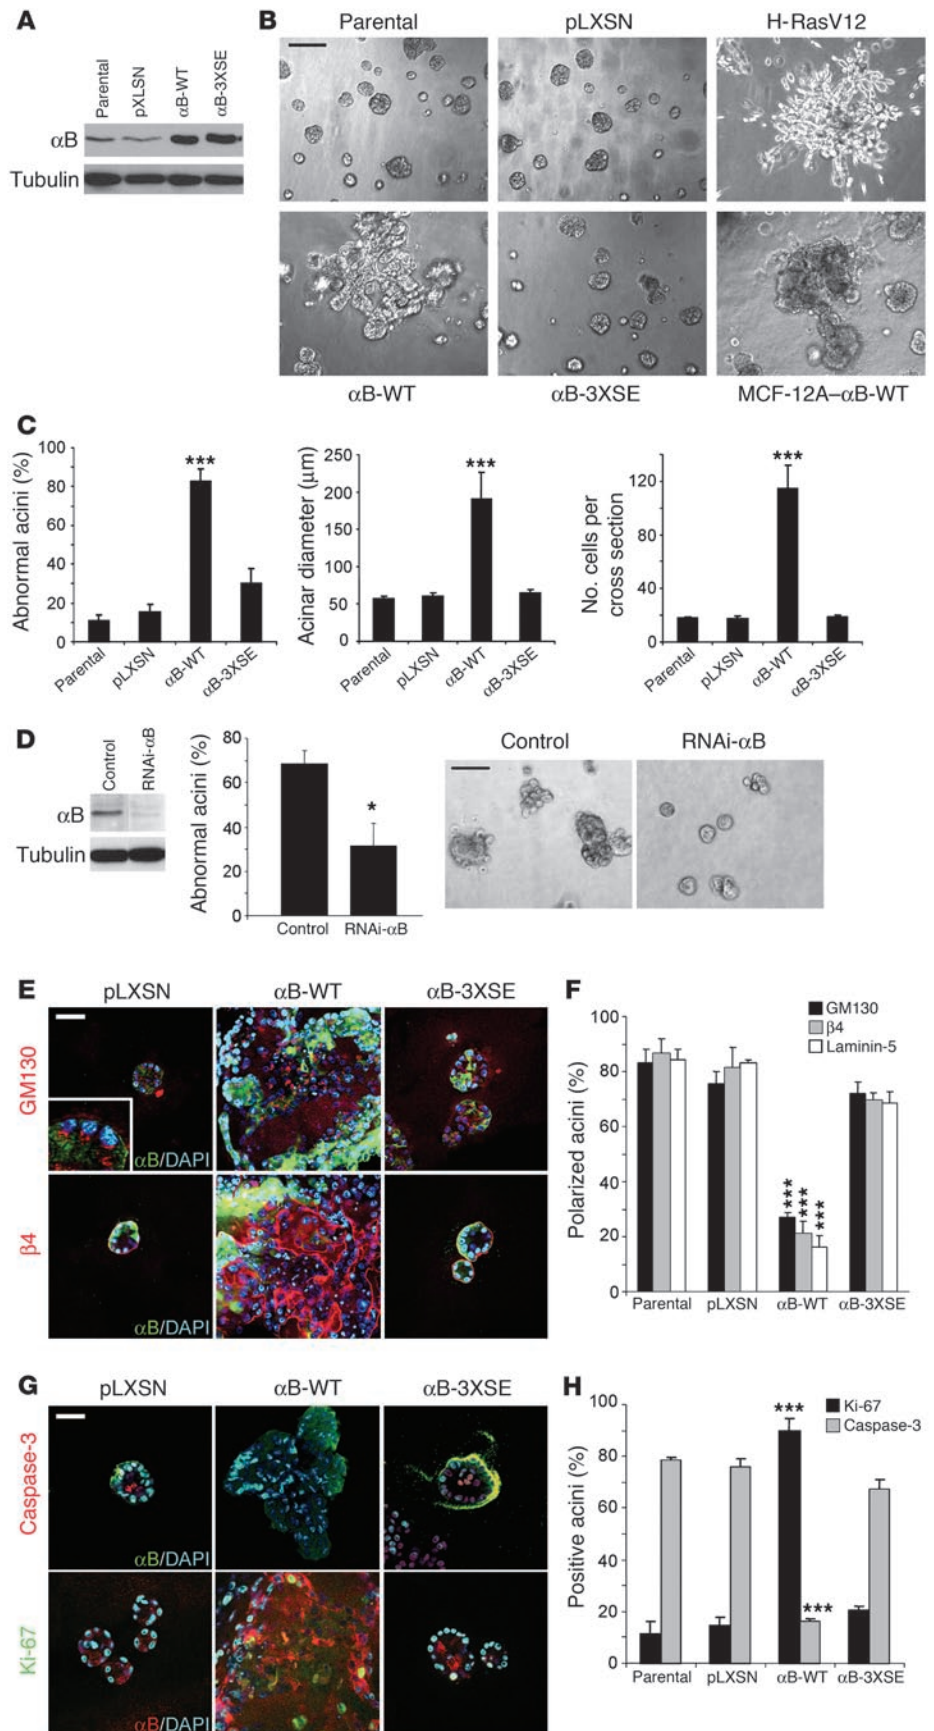 A
Parental
pXLSN
αB-WT
αB-3XSE
αB
Tubulin
B
Parental
pLXSN
H-RasV12
αB-WT
αB-3XSE
MCF-12A–αB-WT
C
Abnormal acini (%)
100
80
60
40
20
0
Parental
pLXSN
αB-WT
αB-3XSE
***
Acinar diameter (μm)
250
200
150
100
50
0
Parental
pLXSN
αB-WT
αB-3XSE
***
No. cells per
cross section
120
80
40
0
Parental
pLXSN
αB-WT
αB-3XSE
***
D
Control
RNAi-αB
αB
Tubulin
Abnormal acini (%)
80
60
40
20
0
*
Control
RNAi-αB
Control
RNAi-αB
E
pLXSN
αB-WT
αB-3XSE
GM130
αB/DAPI
β4
αB/DAPI
F
GM130
β4
Laminin-5
Polarized acini (%)
100
80
60
40
20
0
***
***
***
Parental
pLXSN
αB-WT
αB-3XSE
G
pLXSN
αB-WT
αB-3XSE
Caspase-3
αB/DAPI
Ki-67
αB/DAPI
H
Ki-67
Caspase-3
Positive acini (%)
100
80
60
40
20
0
***
***
Parental
pLXSN
αB-WT
αB-3XSE